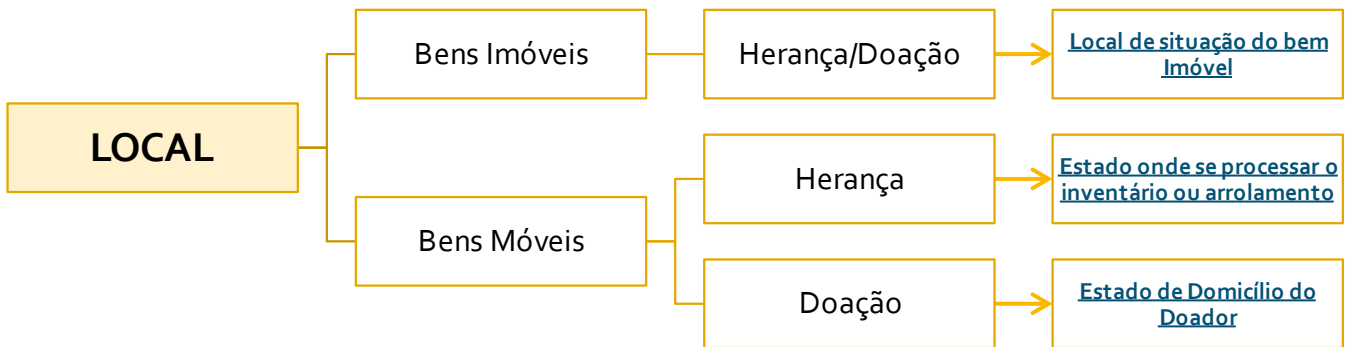 LOCAL
Bens Imóveis
Herança/Doação
Local de situação do bem
Imóvel
Bens Móveis
Herança
Estado onde se processar o
inventário ou arrolamento
Doação
Estado de Domicílio do
Doador